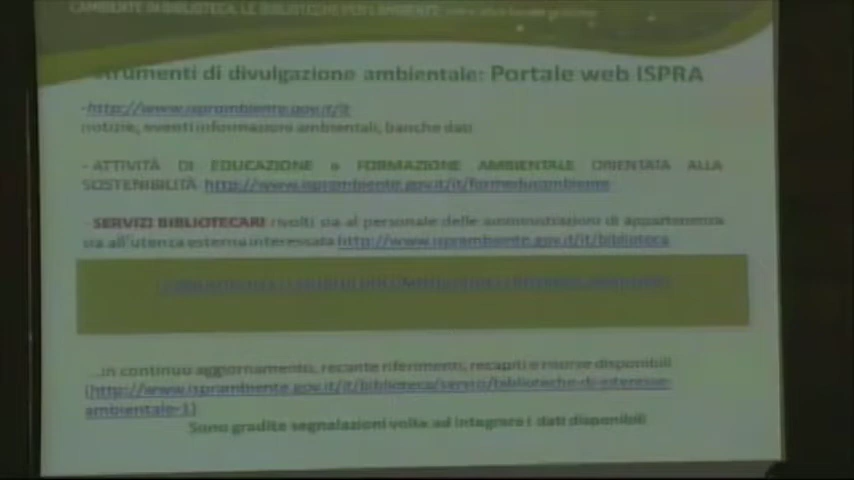 L'AMBIENTE IN BIBLIOTECA, LE BIBLIOTECHE PER L'AMBIENTE
Strumenti di divulgazione ambientale: Portale web ISPRA
-http://www.isprambiente.gov.it/it
notizie, eventi informazioni ambientali, banche dati
- ATTIVITÀ DI EDUCAZIONE e FORMAZIONE AMBIENTALE ORIENTATA ALLA
SOSTENIBILITÀ http://www.isprambiente.gov.it/it/formeducambiente
- SERVIZI BIBLIOTECARI rivolti sia al personale delle amministrazioni di appartenenza
sia all'utenza esterna interessata http://www.isprambiente.gov.it/it/biblioteca
...in continuo aggiornamento, recante riferimenti, recapiti e risorse disponibili
(http://www.isprambiente.gov.it/it/biblioteca/servizi/biblioteche-di-interesse-
ambientale-1)
Sono gradite segnalazioni volte ad integrare i dati disponibili